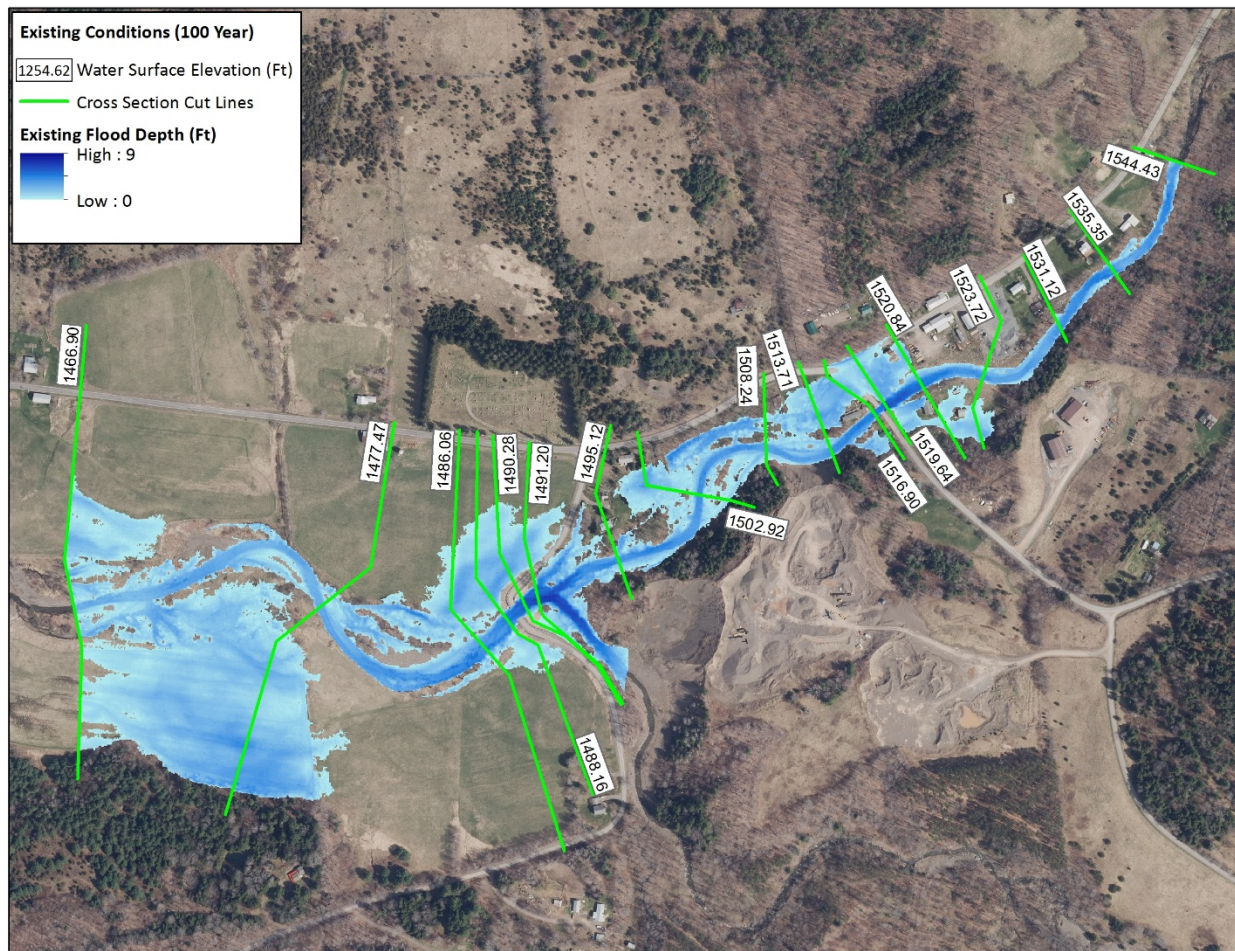 Existing Conditions (100 Year)
1254.62 Water Surface Elevation (Ft)
Cross Section Cut Lines
Existing Flood Depth (Ft)
High : 9
Low : 0
1544.43
1535.35
1531.12
1523.72
1520.84
1519.64
1516.90
1513.71
1508.24
1502.92
1495.12
1491.20
1490.28
1488.16
1486.06
1477.47
1466.90